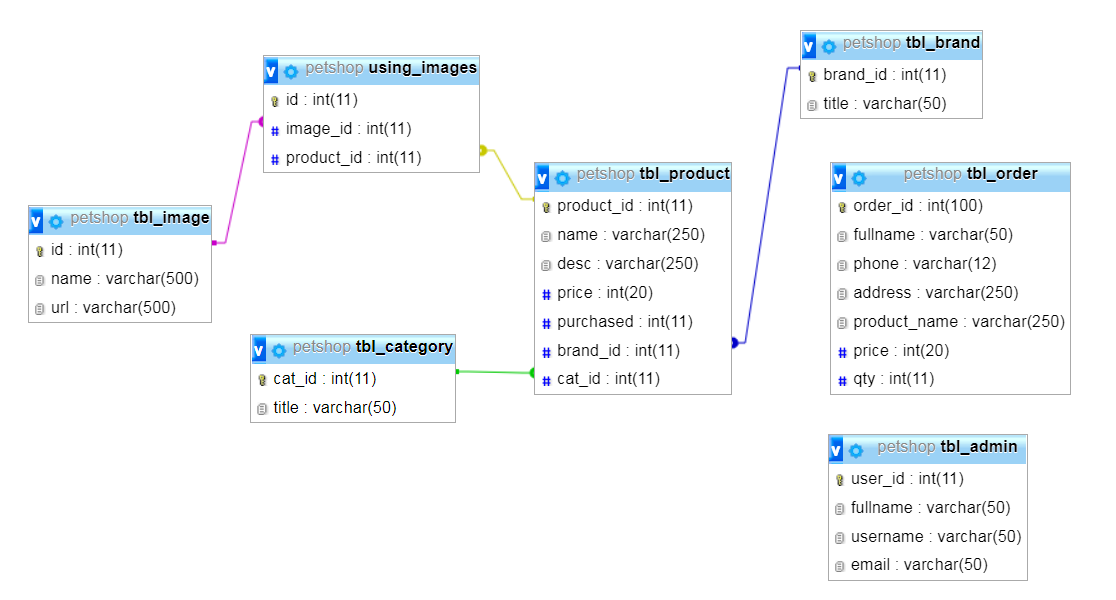 v petshop tbl_brand
brand_id : int(11)
title : varchar(50)
v petshop using_images
id : int(11)
# image_id : int(11)
# product_id : int(11)
v petshop tbl_product
product_id : int(11)
name : varchar(250)
desc : varchar(250)
# price : int(20)
# purchased : int(11)
# brand_id : int(11)
# cat_id : int(11)
v petshop tbl_order
order_id : int(100)
fullname : varchar(50)
phone : varchar(12)
address : varchar(250)
product_name : varchar(250)
# price : int(20)
# qty : int(11)
v petshop tbl_image
id : int(11)
name : varchar(500)
url : varchar(500)
v petshop tbl_category
cat_id : int(11)
title : varchar(50)
v petshop tbl_admin
user_id : int(11)
fullname : varchar(50)
username : varchar(50)
email : varchar(50)